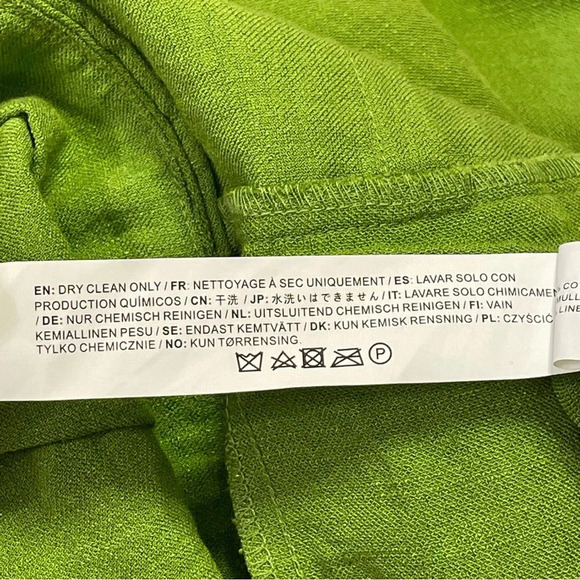 EN: DRY CLEAN ONLY / FR: NETTOYAGE À SEC UNIQUEMENT / ES: LAVAR SOLO CON
PRODUCTION QUÍMICOS / CN: 干洗 / JP: 水洗いはできません / IT: LAVARE SOLO CHIMICAMEN
/ DE: NUR CHEMISCH REINIGEN / NL: UITSLUITEND CHEMISCH REINIGEN / FI: VAIN
KEMIALLINEN PESU / SE: ENDAST KEMTVÄTT / DK: KUN KEMISK RENSNING / PL: CZYŚCIĆ
TYLKO CHEMICZNIE / NO: KUN TØRRENSING.
P
CO
MULL
LINE